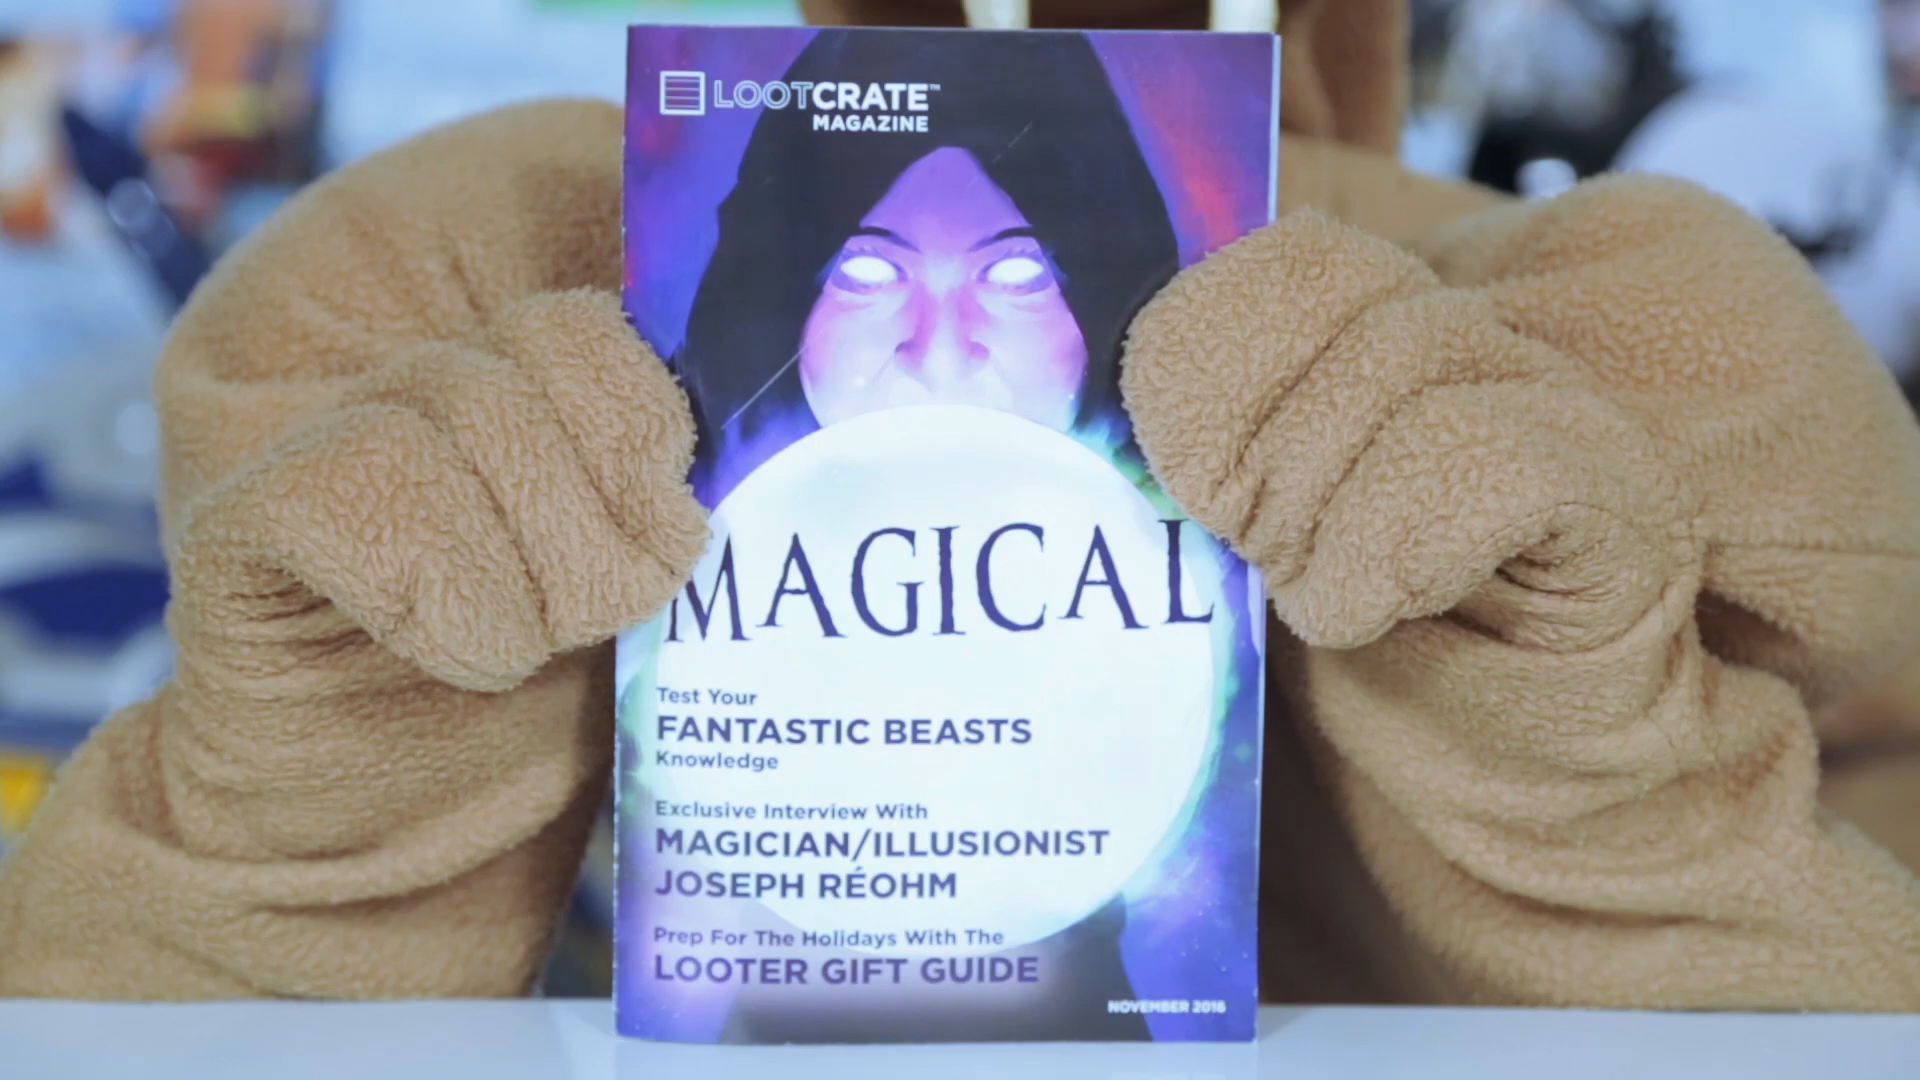 LOOTCRATE™
MAGAZINE
MAGICAL
Test Your
FANTASTIC BEASTS
Knowledge
Exclusive Interview With
MAGICIAN/ILLUSIONIST
JOSEPH RÉOHM
Prep For The Holidays With The
LOOTER GIFT GUIDE
NOVEMBER 2016